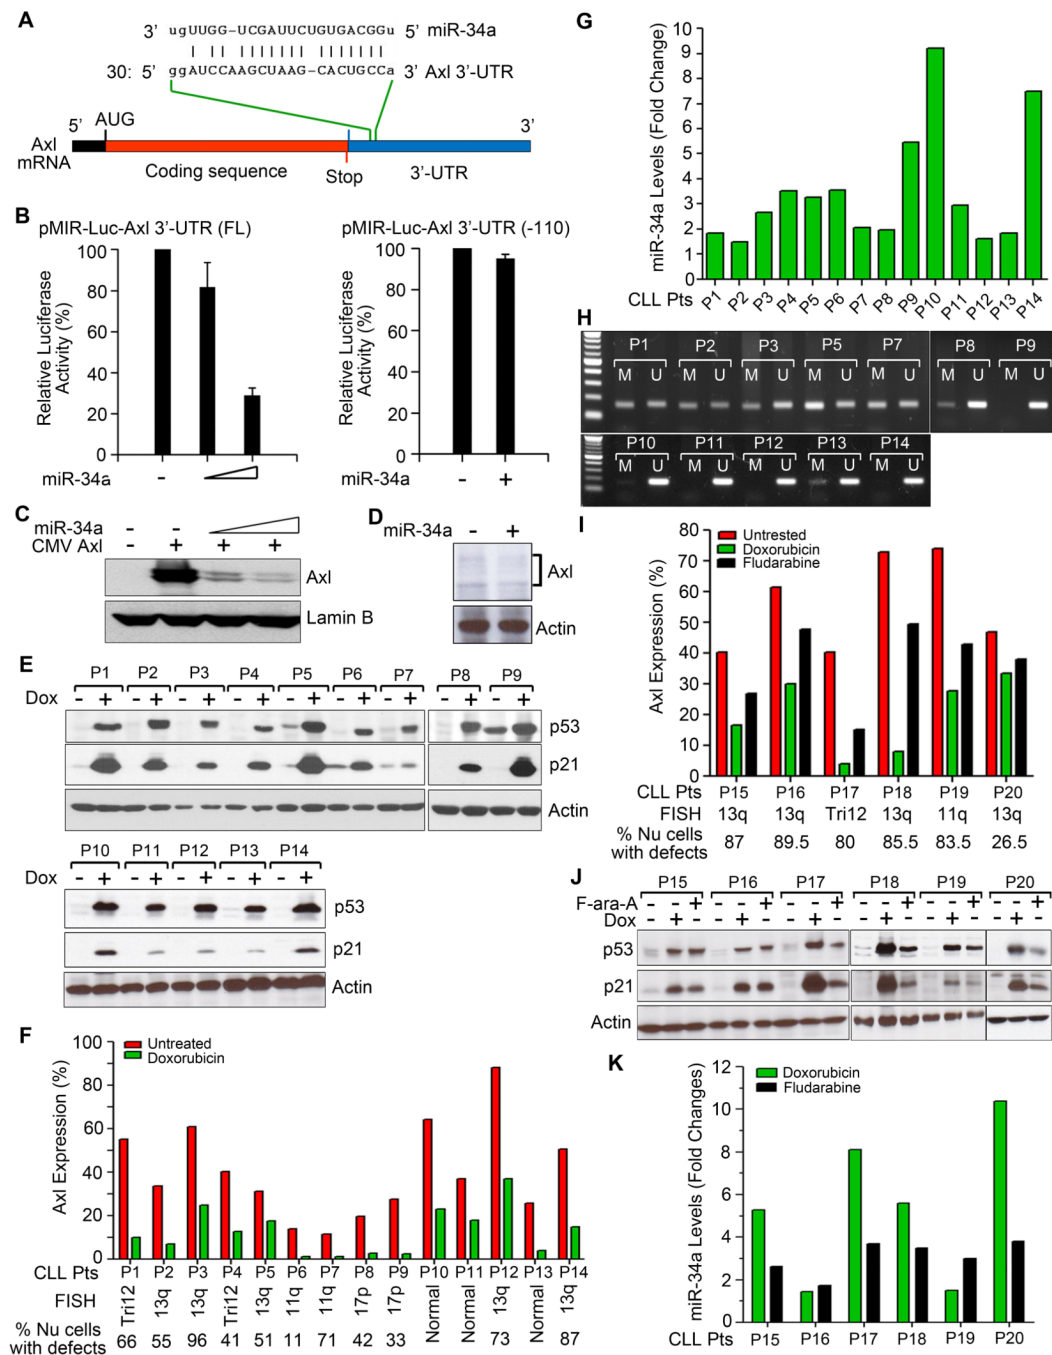 A
3' ugUUGG-UCGAUUCUGUGACGGu 5' miR-34a
30: 5' ggAUCCAAGCUAAG-CACUGCCa 3' Axl 3'-UTR
5' AUG 3'
Axl mRNA
Coding sequence Stop 3'-UTR
B
pMIR-Luc-Axl 3'-UTR (FL)
Relative Luciferase Activity (%)
100
80
60
40
20
0
miR-34a -
pMIR-Luc-Axl 3'-UTR (-110)
Relative Luciferase Activity (%)
100
80
60
40
20
0
miR-34a - +
C
miR-34a - -
CMV Axl - + + +
Axl
Lamin B
D
miR-34a - +
Axl
Actin
E
P1 P2 P3 P4 P5 P6 P7 P8 P9
Dox - + - + - + - + - + - + - + - + - +
p53
p21
Actin
P10 P11 P12 P13 P14
Dox - + - + - + - + - +
p53
p21
Actin
F
Untreated
Doxorubicin
Axl Expression (%)
100
80
60
40
20
0
CLL Pts P1 P2 P3 P4 P5 P6 P7 P8 P9 P10 P11 P12 P13 P14
FISH Tri12 13q 13q Tri12 13q 11q 11q 17p 17p Normal Normal 13q Normal 13q
% Nu cells with defects 66 55 96 41 51 11 71 42 33 73 87
G
miR-34a Levels (Fold Change)
10
9
8
7
6
5
4
3
2
1
0
CLL Pts P1 P2 P3 P4 P5 P6 P7 P8 P9 P10 P11 P12 P13 P14
H
P1 P2 P3 P5 P7 P8 P9
M U M U M U M U M U M U M U
P10 P11 P12 P13 P14
M U M U M U M U M U
I
Untreated
Doxorubicin
Fludarabine
Axl Expression (%)
80
70
60
50
40
30
20
10
0
CLL Pts P15 P16 P17 P18 P19 P20
FISH 13q 13q Tri12 13q 11q 13q
% Nu cells with defects 87 89.5 80 85.5 83.5 26.5
J
P15 P16 P17 P18 P19 P20
F-ara-A - - + - - + - - + - - + - - + - - +
Dox - + - - + - - + - - + - - + - - + -
p53
p21
Actin
K
Doxorubicin
Fludarabine
miR-34a Levels (Fold Changes)
12
10
8
6
4
2
0
CLL Pts P15 P16 P17 P18 P19 P20